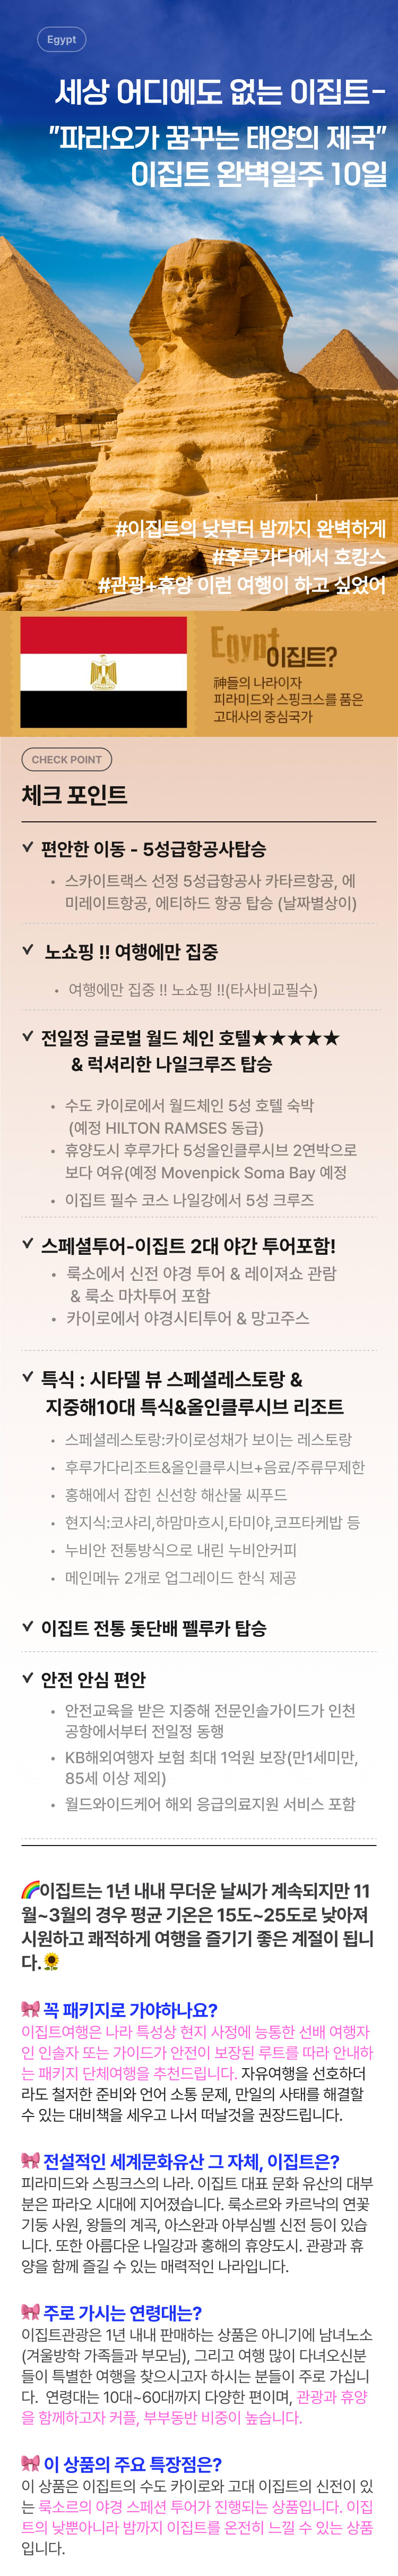 Egypt
세상 어디에도 없는 이집트-
"파라오가 꿈꾸는 태양의 제국"
이집트 완벽일주 10일
#이집트의 낮부터 밤까지 완벽하게
#후루가다에서 호캉스
#관광+휴양 이런 여행이 하고 싶었어
Egypt 이집트?
神들의 나라이자
피라미드와 스핑크스를 품은
고대사의 중심국가
CHECK POINT
체크 포인트
편안한 이동 - 5성급항공사탑승
• 스카이트랙스 선정 5성급항공사 카타르항공, 에
미레이트항공, 에티하드 항공 탑승 (날짜별상이)
노쇼핑 !! 여행에만 집중
• 여행에만 집중 !! 노쇼핑 !!(타사비교필수)
전일정 글로벌 월드 체인 호텔★★★★★
& 럭셔리한 나일크루즈 탑승
• 수도 카이로에서 월드체인 5성 호텔 숙박
(예정 HILTON RAMSES 동급)
• 휴양도시 후루가다 5성올인클루시브 2연박으로
보다 여유(예정 Movenpick Soma Bay 예정
• 이집트 필수 코스 나일강에서 5성 크루즈
스페셜투어-이집트 2대 야간 투어포함!
• 룩소에서 신전 야경 투어 & 레이져쇼 관람
& 룩소 마차투어 포함
• 카이로에서 야경시티투어 & 망고주스
특식 : 시타델 뷰 스페셜레스토랑 &
지중해10대 특식&올인클루시브 리조트
• 스페셜레스토랑:카이로성채가 보이는 레스토랑
• 후루가다리조트&올인클루시브+음료/주류무제한
• 홍해에서 잡힌 신선항 해산물 씨푸드
• 현지식:코샤리,하맘마흐시,타미야,코프타케밥 등
• 누비안 전통방식으로 내린 누비안커피
• 메인메뉴 2개로 업그레이드 한식 제공
이집트 전통 돛단배 펠루카 탑승
안전 안심 편안
• 안전교육을 받은 지중해 전문인솔가이드가 인천
공항에서부터 전일정 동행
• KB해외여행자 보험 최대 1억원 보장(만1세미만,
85세 이상 제외)
• 월드와이드케어 해외 응급의료지원 서비스 포함
🌈이집트는 1년 내내 무더운 날씨가 계속되지만 11
월~3월의 경우 평균 기온은 15도~25도로 낮아져
시원하고 쾌적하게 여행을 즐기기 좋은 계절이 됩니
다.🌻
🎀 꼭 패키지로 가야하나요?
이집트여행은 나라 특성상 현지 사정에 능통한 선배 여행자
인 인솔자 또는 가이드가 안전이 보장된 루트를 따라 안내하
는 패키지 단체여행을 추천드립니다. 자유여행을 선호하더
라도 철저한 준비와 언어 소통 문제, 만일의 사태를 해결할
수 있는 대비책을 세우고 나서 떠날것을 권장드립니다.
🎀 전설적인 세계문화유산 그 자체, 이집트은?
피라미드와 스핑크스의 나라. 이집트 대표 문화 유산의 대부
분은 파라오 시대에 지어졌습니다. 룩소르와 카르낙의 연꽃
기둥 사원, 왕들의 계곡, 아스완과 아부심벨 신전 등이 있습
니다. 또한 아름다운 나일강과 홍해의 휴양도시. 관광과 휴
양을 함께 즐길 수 있는 매력적인 나라입니다.
🎀 주로 가시는 연령대는?
이집트관광은 1년 내내 판매하는 상품은 아니기에 남녀노소
(겨울방학 가족들과 부모님), 그리고 여행 많이 다녀오신분
들이 특별한 여행을 찾으시고자 하시는 분들이 주로 가십니
다. 연령대는 10대~60대까지 다양한 편이며, 관광과 휴양
을 함께하고자 커플, 부부동반 비중이 높습니다.
🎀 이 상품의 주요 특장점은?
이 상품은 이집트의 수도 카이로와 고대 이집트의 신전이 있
는 룩소르의 야경 스페션 투어가 진행되는 상품입니다. 이집
트의 낮뿐아니라 밤까지 이집트를 온전히 느낄 수 있는 상품
입니다.